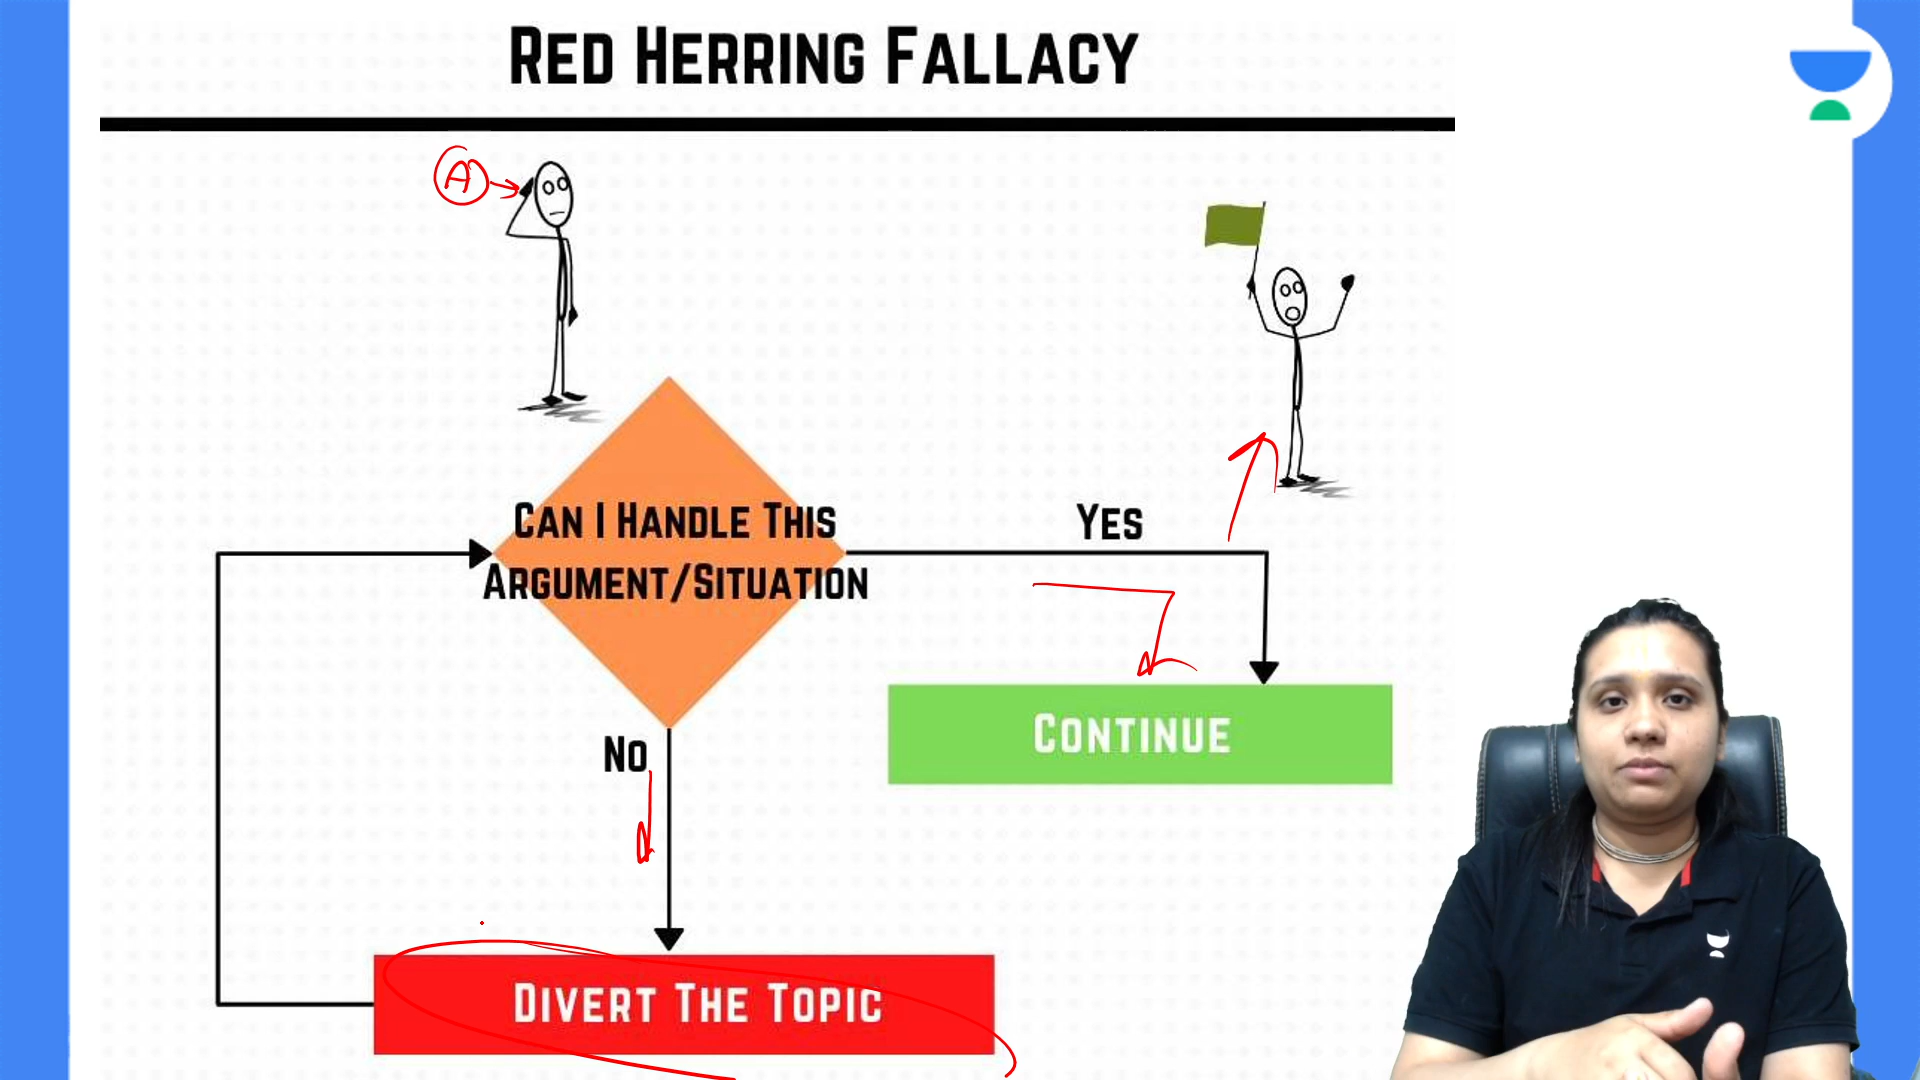 RED HERRING FALLACY
A
CAN I HANDLE THIS
ARGUMENT/SITUATION
YES
CONTINUE
NO
DIVERT THE TOPIC